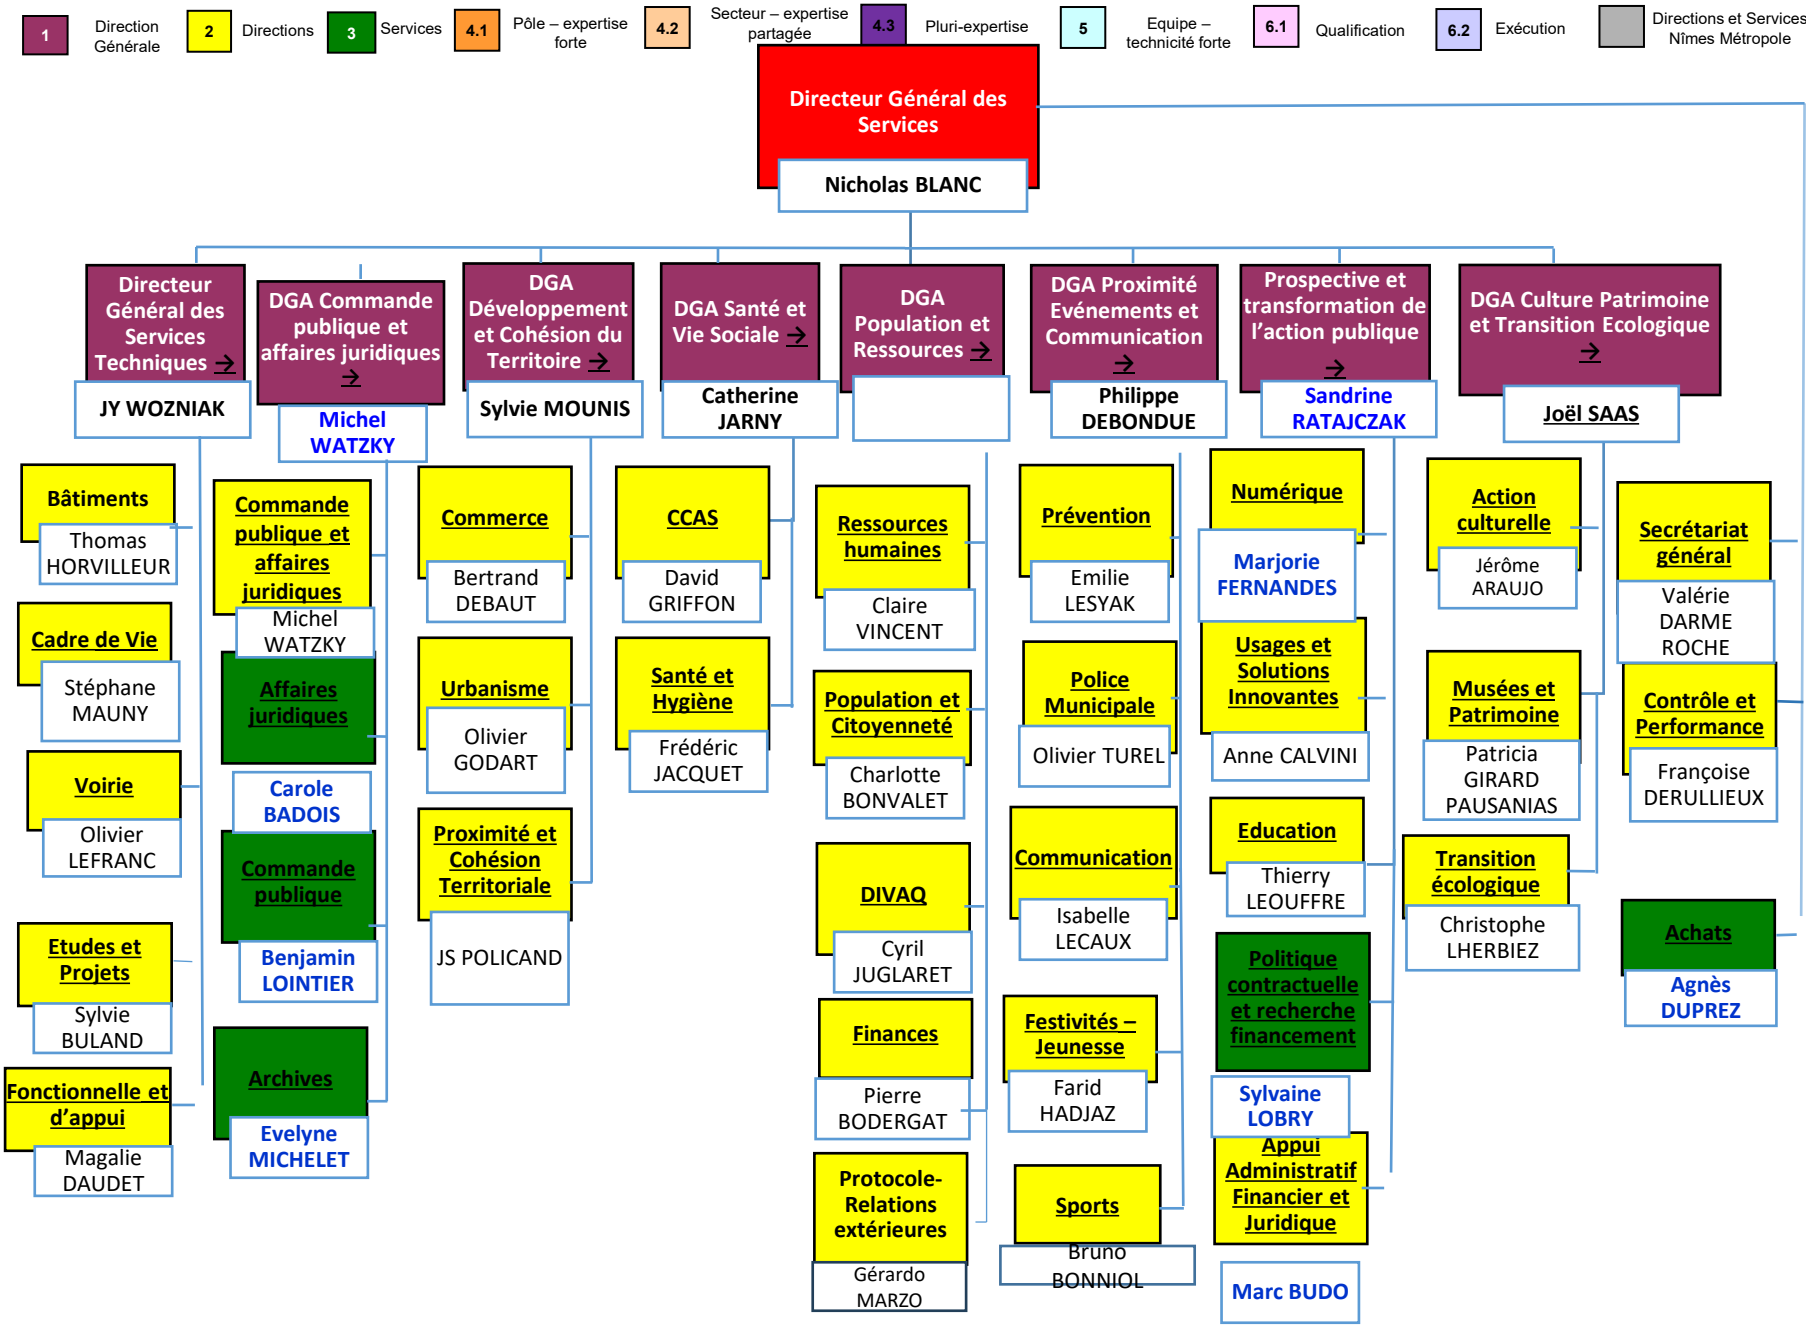 1
Direction
Générale
2
Directions
3
Services
4.1
Pôle – expertise
forte
4.2
Secteur – expertise
partagée
4.3
Pluri-expertise
5
Equipe –
technicité forte
6.1
Qualification
6.2
Exécution
Directions et Services
Nîmes Métropole
Directeur Général des
Services
Nicholas BLANC
Directeur
Général des
Services
Techniques →
JY WOZNIAK
DGA Commande
publique et
affaires juridiques
→
Michel
WATZKY
DGA
Développement
et Cohésion du
Territoire →
Sylvie MOUNIS
DGA Santé et
Vie Sociale →
Catherine
JARNY
DGA
Population et
Ressources →
DGA Proximité
Evénements et
Communication
→
Philippe
DEBONDUE
Prospective et
transformation de
l’action publique
→
Sandrine
RATAJCZAK
DGA Culture Patrimoine
et Transition Ecologique
→
Joël SAAS
Bâtiments
Thomas
HORVILLEUR
Cadre de Vie
Stéphane
MAUNY
Voirie
Olivier
LEFRANC
Etudes et
Projets
Sylvie
BULAND
Fonctionnelle et
d’appui
Magalie
DAUDET
Commande
publique et
affaires
juridiques
Michel
WATZKY
Affaires
juridiques
Carole
BADOIS
Commande
publique
Benjamin
LOINTIER
Archives
Evelyne
MICHELET
Commerce
Bertrand
DEBAUT
Urbanisme
Olivier
GODART
Proximité et
Cohésion
Territoriale
JS POLICAND
CCAS
David
GRIFFON
Santé et
Hygiène
Frédéric
JACQUET
Ressources
humaines
Claire
VINCENT
Population et
Citoyenneté
Charlotte
BONVALET
DIVAQ
Cyril
JUGLARET
Finances
Pierre
BODERGAT
Protocole-
Relations
extérieures
Gérardo
MARZO
Prévention
Emilie
LESYAK
Police
Municipale
Olivier TUREL
Communication
Isabelle
LECAUX
Festivités –
Jeunesse
Farid
HADJAZ
Sports
Bruno
BONNIOL
Numérique
Marjorie
FERNANDES
Usages et
Solutions
Innovantes
Anne CALVINI
Education
Thierry
LEOUFFRE
Politique
contractuelle
et recherche
financement
Sylvaine
LOBRY
Appui
Administratif
Financier et
Juridique
Marc BUDO
Action
culturelle
Jérôme
ARAUJO
Musées et
Patrimoine
Patricia
GIRARD
PAUSANIAS
Transition
écologique
Christophe
LHERBIEZ
Secrétariat
général
Valérie
DARME
ROCHE
Contrôle et
Performance
Françoise
DERULLIEUX
Achats
Agnès
DUPREZ